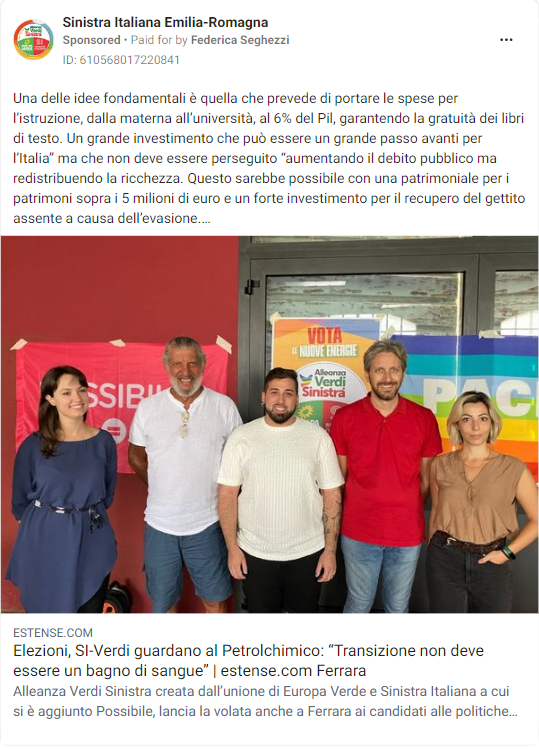 Sinistra Italiana Emilia-Romagna
Sponsored • Paid for by Federica Seghezzi
ID: 610568017220841
Una delle idee fondamentali è quella che prevede di portare le spese per
l'istruzione, dalla materna all'università, al 6% del Pil, garantendo la gratuità dei libri
di testo. Un grande investimento che può essere un grande passo avanti per
l'Italia” ma che non deve essere perseguito “aumentando il debito pubblico ma
redistribuendo la ricchezza. Questo sarebbe possibile con una patrimoniale per i
patrimoni sopra i 5 milioni di euro e un forte investimento per il recupero del gettito
assente a causa dell'evasione....
VOTA
LE NUOVE ENERGIE
Alleanza
Verdi
Sinistra
SSIBIL
PACE
ESTENSE.COM
Elezioni, SI-Verdi guardano al Petrolchimico: “Transizione non deve
essere un bagno di sangue” | estense.com Ferrara
Alleanza Verdi Sinistra creata dall'unione di Europa Verde e Sinistra Italiana a cui
si è aggiunto Possibile, lancia la volata anche a Ferrara ai candidati alle politiche...